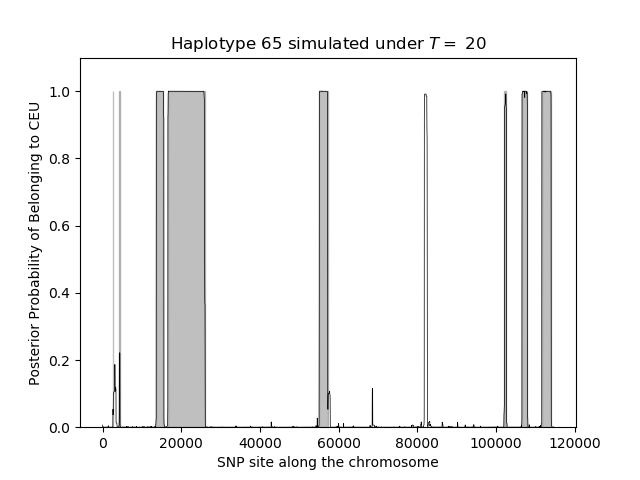 Haplotype 65 simulated under T = 20
Posterior Probability of Belonging to CEU
1.0
0.8
0.6
0.4
0.2
0.0
0 20000 40000 60000 80000 100000 120000
SNP site along the chromosome